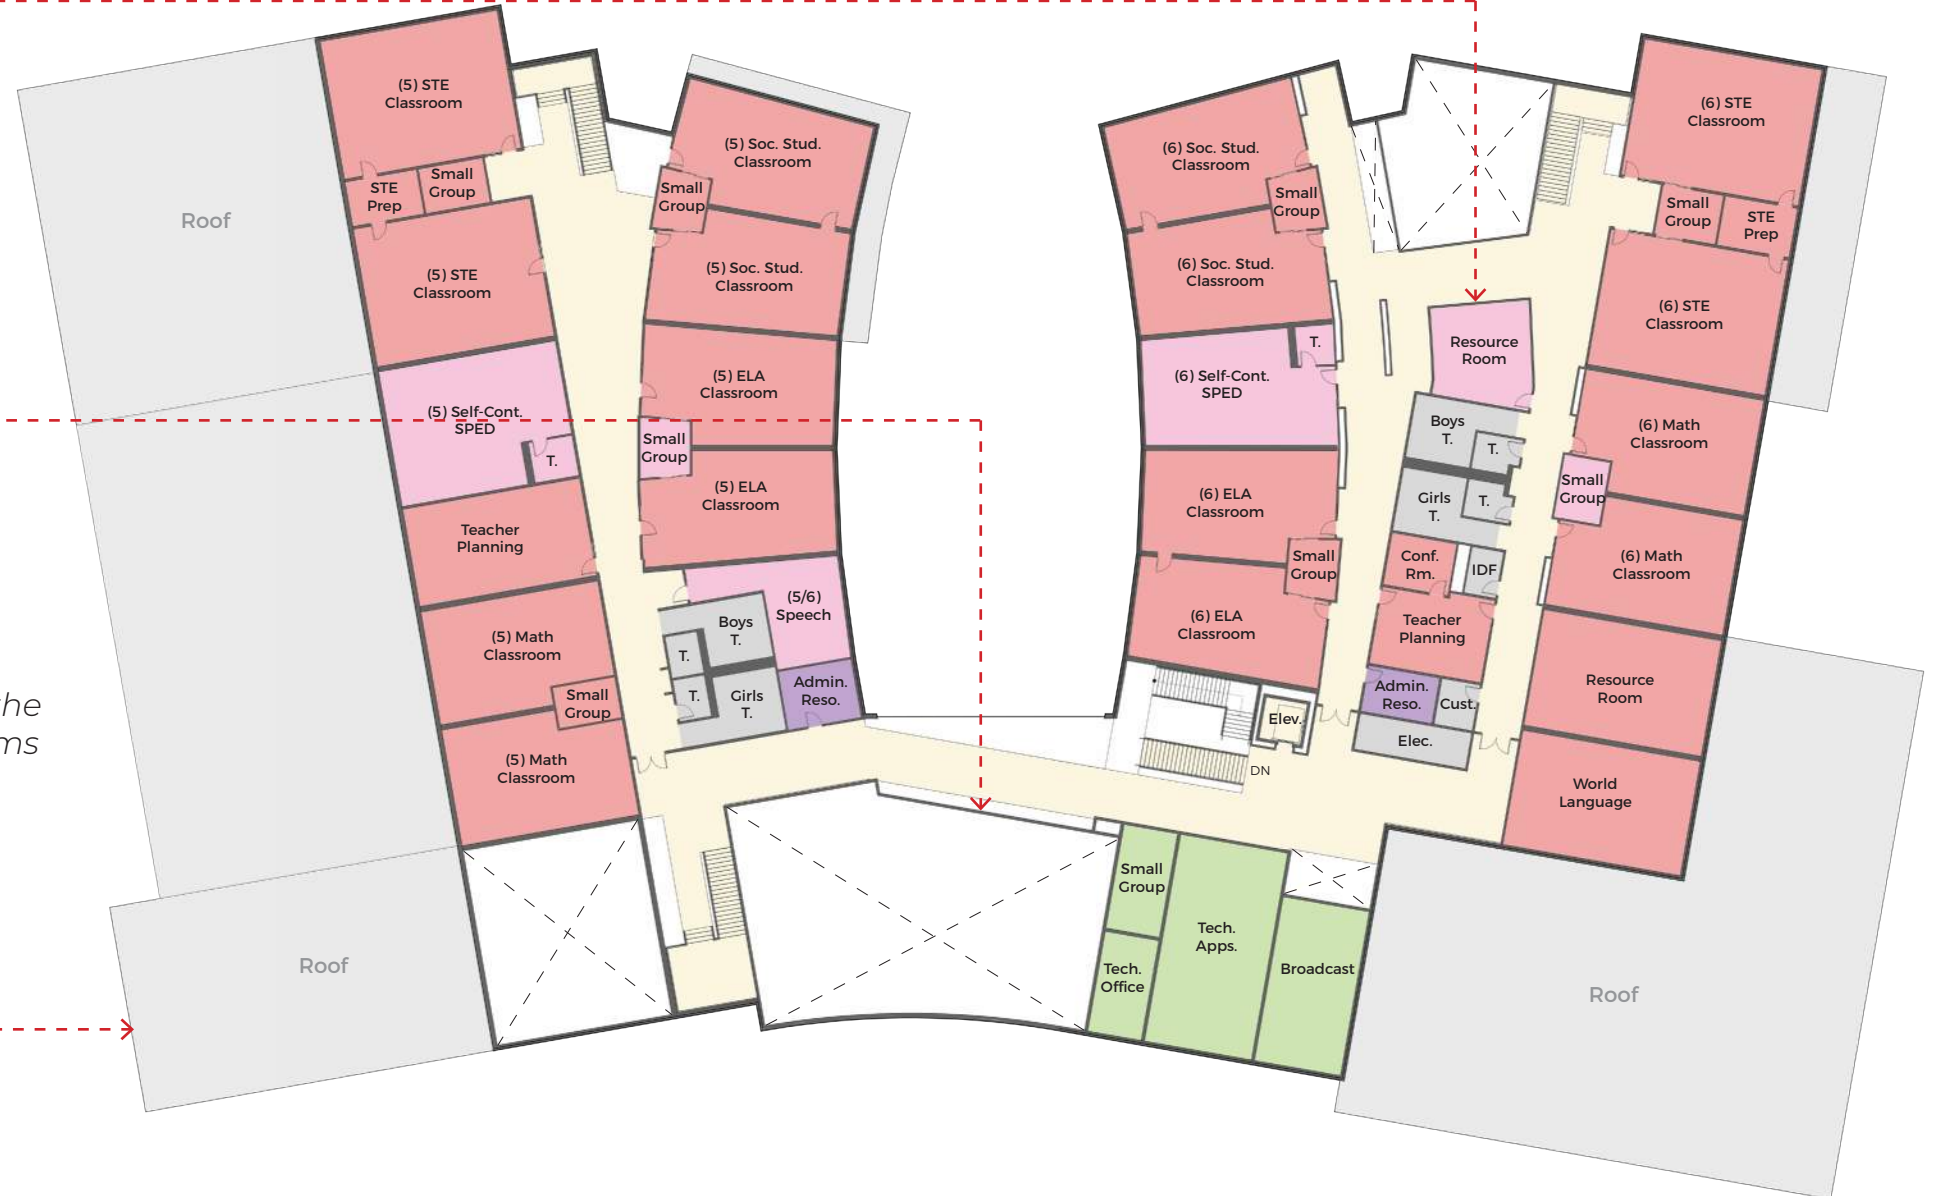 (5) STE
Classroom
STE
Prep
Small
Group
(5) STE
Classroom
Roof
(5) Self-Cont.
SPED
T.
Teacher
Planning
(5) Math
Classroom
Small
Group
(5) Math
Classroom
(5) Soc. Stud.
Classroom
Small
Group
(5) Soc. Stud.
Classroom
(5) ELA
Classroom
Small
Group
(5) ELA
Classroom
(5/6)
Speech
Boys
T.
T.
T.
Girls
T.
Admin.
Reso.
he
ms
Roof
(6) Soc. Stud.
Classroom
Small
Group
(6) Soc. Stud.
Classroom
T.
(6) Self-Cont.
SPED
(6) ELA
Classroom
Small
Group
(6) ELA
Classroom
Elev.
DN
(6) STE
Classroom
Small
Group
STE
Prep
(6) STE
Classroom
Resource
Room
Boys
T.
T.
Girls
T.
T.
(6) Math
Classroom
Small
Group
(6) Math
Classroom
Conf.
Rm.
IDF
Teacher
Planning
Admin.
Reso.
Cust.
Elec.
Resource
Room
World
Language
Small
Group
Tech.
Apps.
Tech.
Office
Broadcast
Roof